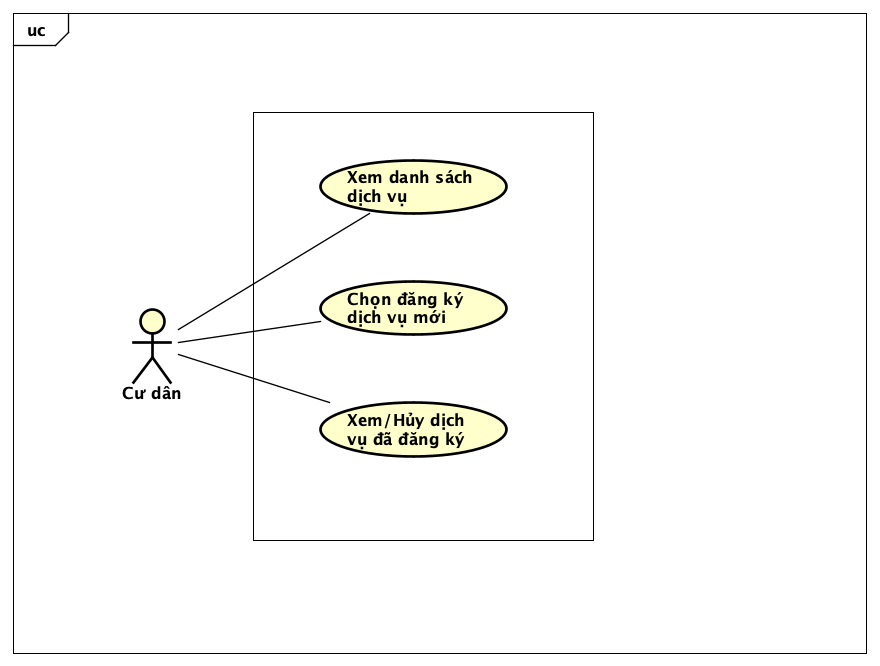 uc
Xem danh sách
dịch vụ
Chọn đăng ký
dịch vụ mới
Cư dân
Xem/Hủy dịch
vụ đã đăng ký